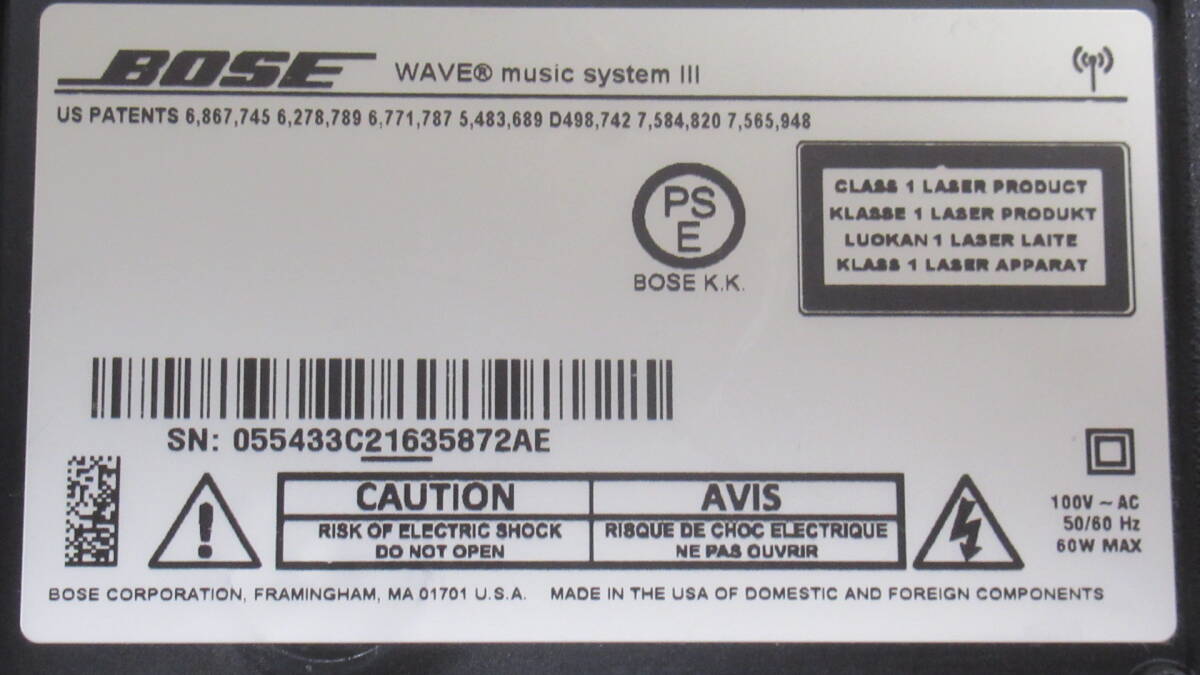 BOSE WAVE® music system III
US PATENTS 6,867,745 6,278,789 6,771,787 5,483,689 D498,742 7,584,820 7,565,948
PS
E
BOSE K.K.
CLASS 1 LASER PRODUCT
KLASSE 1 LASER PRODUKT
LUOKAN 1 LASER LAITE
KLASS 1 LASER APPARAT
SN: 055433C21635872AE
CAUTION
RISK OF ELECTRIC SHOCK
DO NOT OPEN
AVIS
RISQUE DE CHOC ELECTRIQUE
NE PAS OUVRIR
100V ~ AC
50/60 Hz
60W MAX
BOSE CORPORATION, FRAMINGHAM, MA 01701 U.S.A. MADE IN THE USA OF DOMESTIC AND FOREIGN COMPONENTS